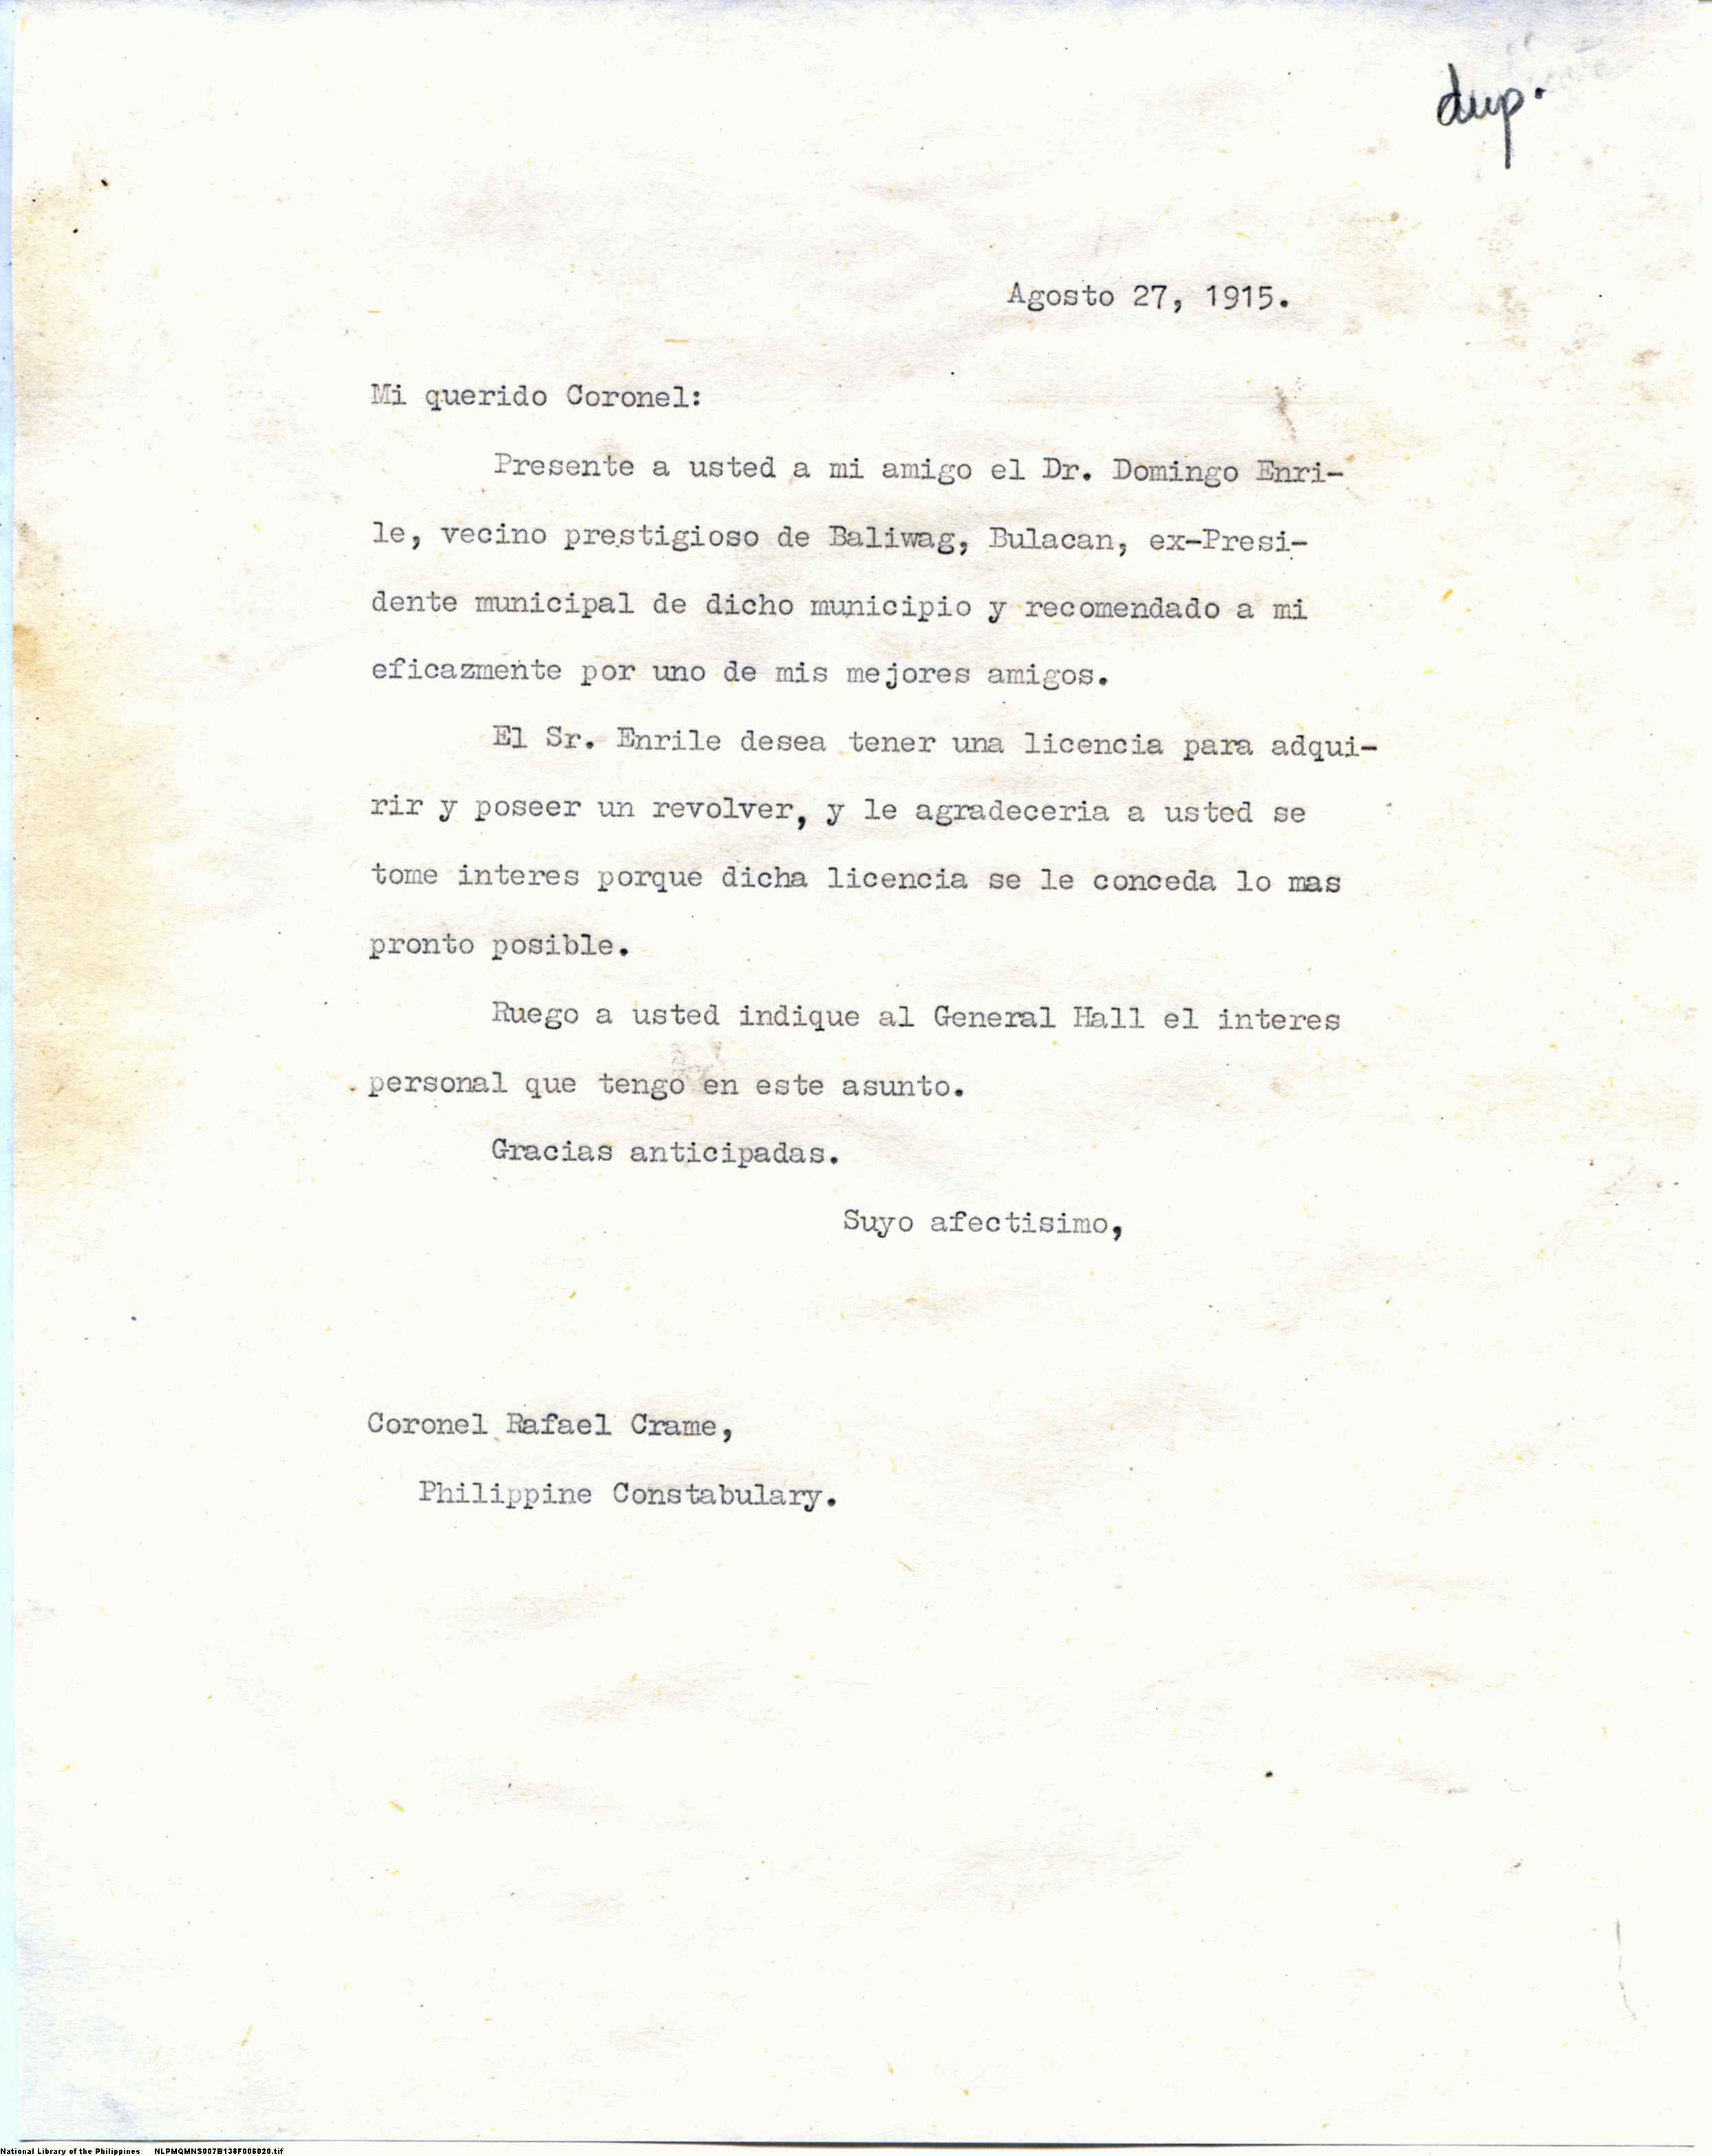 dup.
Agosto 27, 1915.
Mi querido Coronel:
Presente a usted a mi amigo el Dr. Domingo Enri-
le, vecino prestigioso de Baliwag, Bulacan, ex-Presi-
dente municipal de dicho municipio y recomendado a mi
eficazmente por uno de mis mejores amigos.
El Sr. Enrile desea tener una licencia para adqui-
rir y poseer un revolver, y le agradeceria a usted se
tome interes porque dicha licencia se le conceda lo mas
pronto posible.
Ruego a usted indique al General Hall el interes
personal que tengo en este asunto.
Gracias anticipadas.
Suyo afectisimo,
Coronel Rafael Crame,
Philippine Constabulary.
National Library of the Philippines NLPMQMNS007B138F006020.tif